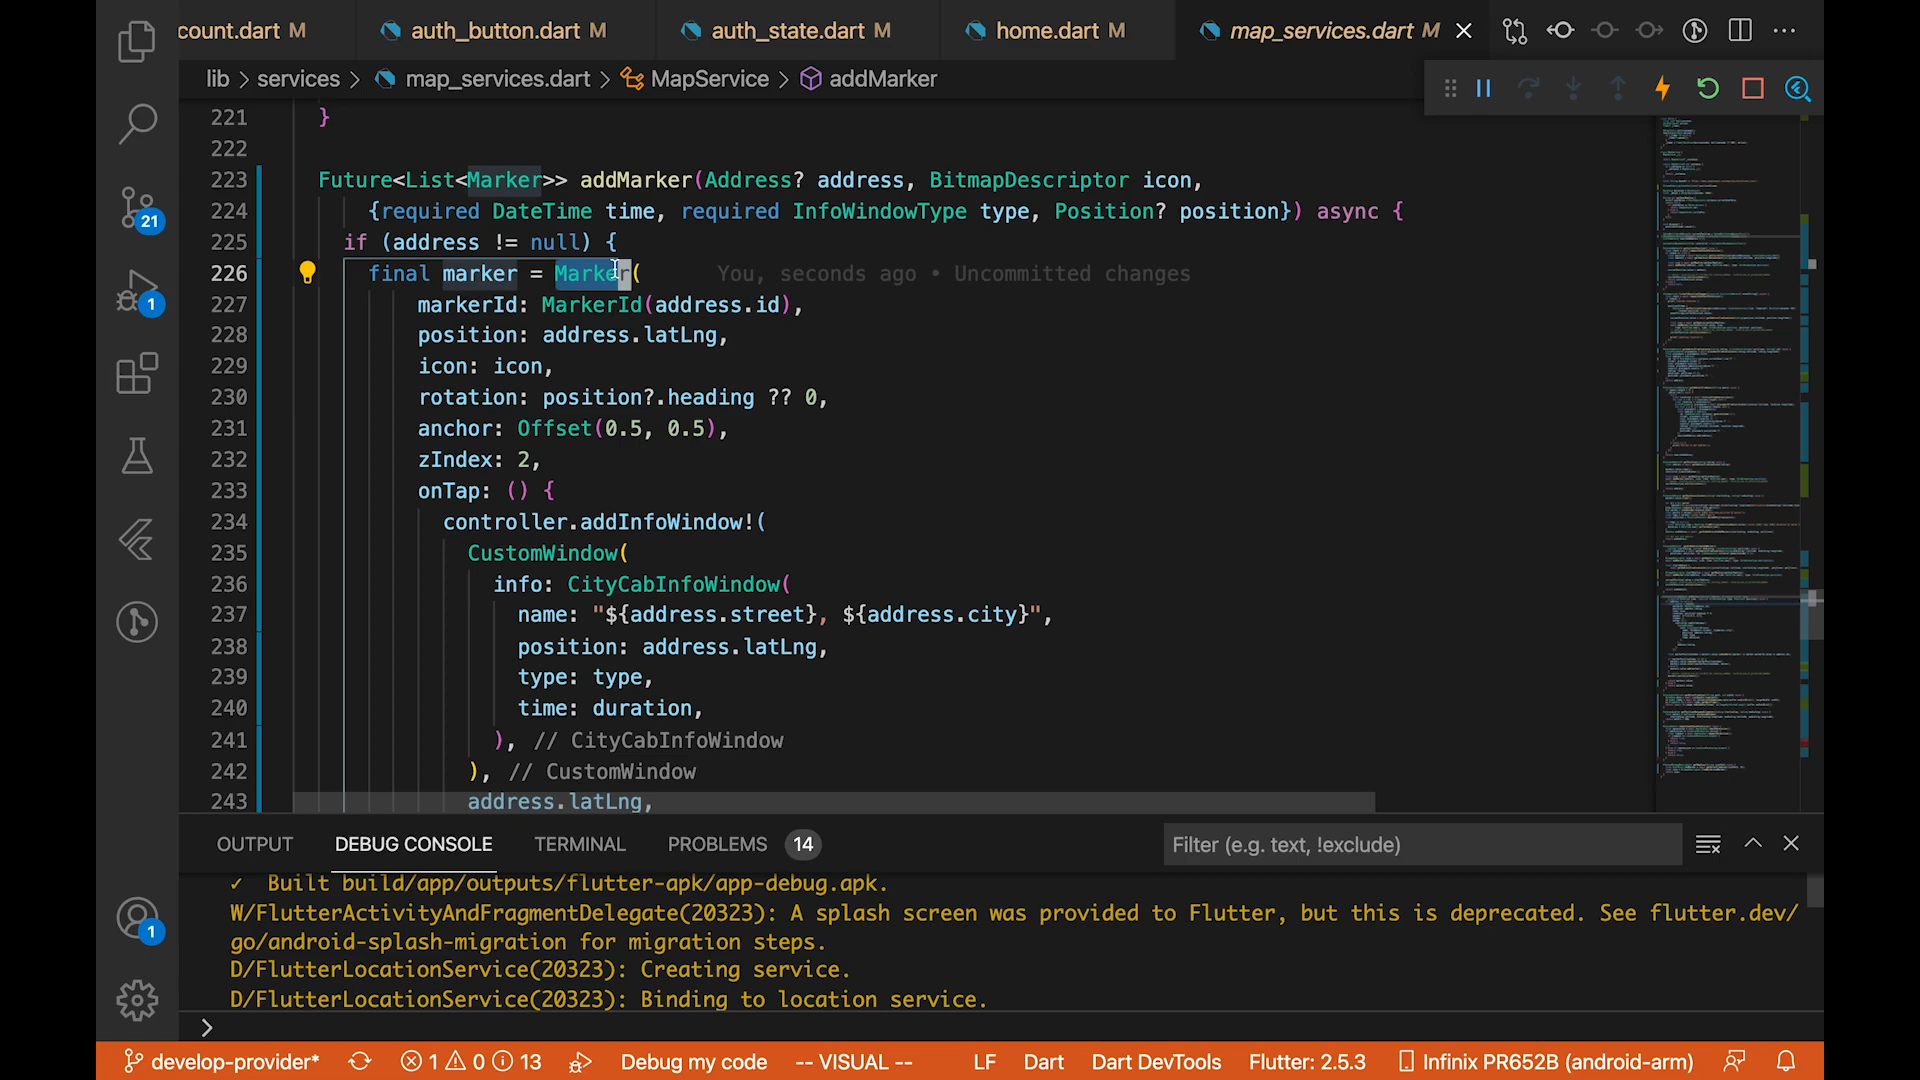 count.dart M
auth_button.dart M
auth_state.dart M
home.dart M
map_services.dart M
lib > services > map_services.dart > MapService > addMarker
221 }
222
223 Future<List<Marker>> addMarker(Address? address, BitmapDescriptor icon,
224 {required DateTime time, required InfoWindowType type, Position? position}) async {
225 if (address != null) {
226 final marker = Marker( You, seconds ago • Uncommitted changes
227 markerId: MarkerId(address.id),
228 position: address.latLng,
229 icon: icon,
230 rotation: position?.heading ?? 0,
231 anchor: Offset(0.5, 0.5),
232 zIndex: 2,
233 onTap: () {
234 controller.addInfoWindow!(
235 CustomWindow(
236 info: CityCabInfoWindow(
237 name: "${address.street}, ${address.city}",
238 position: address.latLng,
239 type: type,
240 time: duration,
241 ), // CityCabInfoWindow
242 ), // CustomWindow
243 address.latLng,
21
1
1
OUTPUT DEBUG CONSOLE TERMINAL PROBLEMS 14 Filter (e.g. text, !exclude)
✓ Built build/app/outputs/flutter-apk/app-debug.apk.
W/FlutterActivityAndFragmentDelegate(20323): A splash screen was provided to Flutter, but this is deprecated. See flutter.dev/
go/android-splash-migration for migration steps.
D/FlutterLocationService(20323): Creating service.
D/FlutterLocationService(20323): Binding to location service.
>
develop-provider* 1 0 13 Debug my code -- VISUAL -- LF Dart Dart DevTools Flutter: 2.5.3 Infinix PR652B (android-arm)